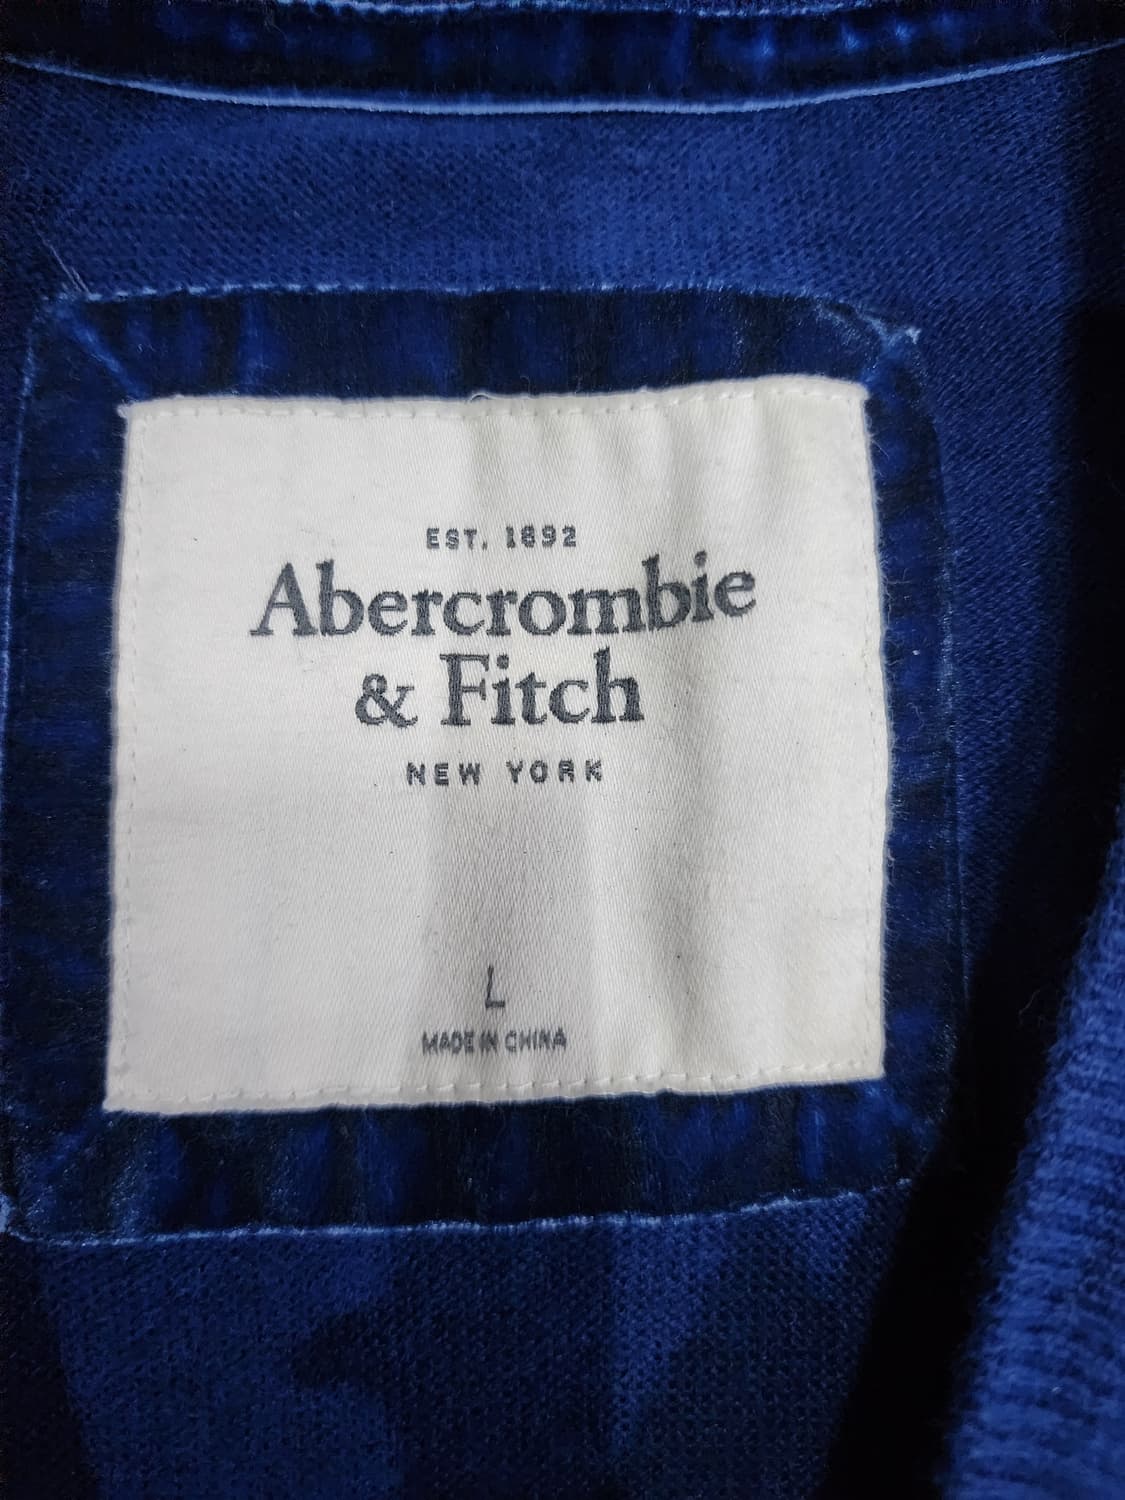 EST. 1892
Abercrombie
& Fitch
NEW YORK
L
MADE IN CHINA